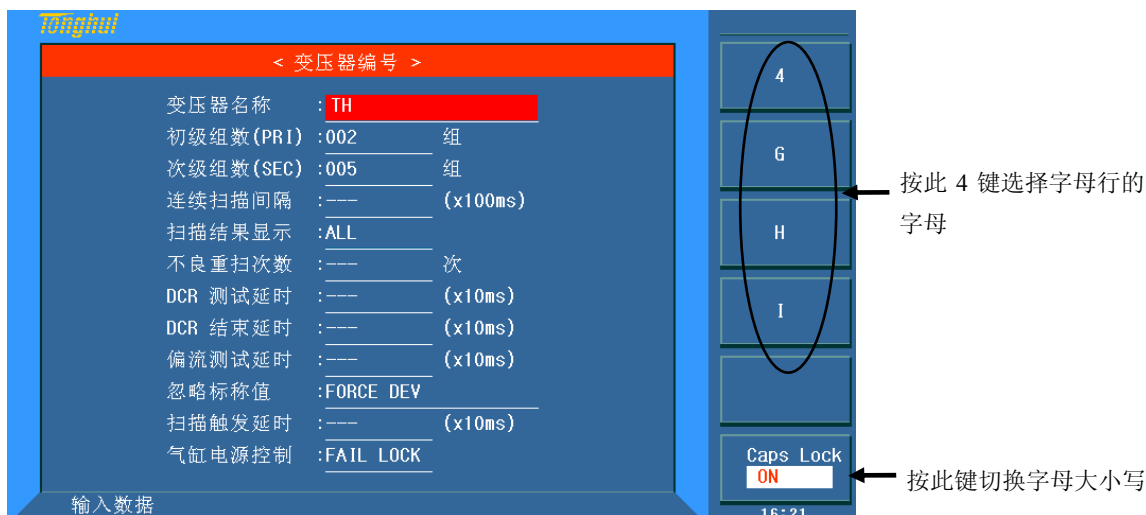 Tonghui
< 变压器编号 >
变压器名称 :TH
初级组数(PRI) :002 组
次级组数(SEC) :005 组
连续扫描间隔 :--- (x100ms)
扫描结果显示 :ALL
不良重扫次数 :--- 次
DCR 测试延时 :--- (x10ms)
DCR 结束延时 :--- (x10ms)
偏流测试延时 :--- (x10ms)
忽略标称值 :FORCE DEV
扫描触发延时 :--- (x10ms)
气缸电源控制 :FAIL LOCK
输入数据
4
G
H
I
Caps Lock
ON
16:21
按此 4 键选择字母行的
字母
按此键切换字母大小写